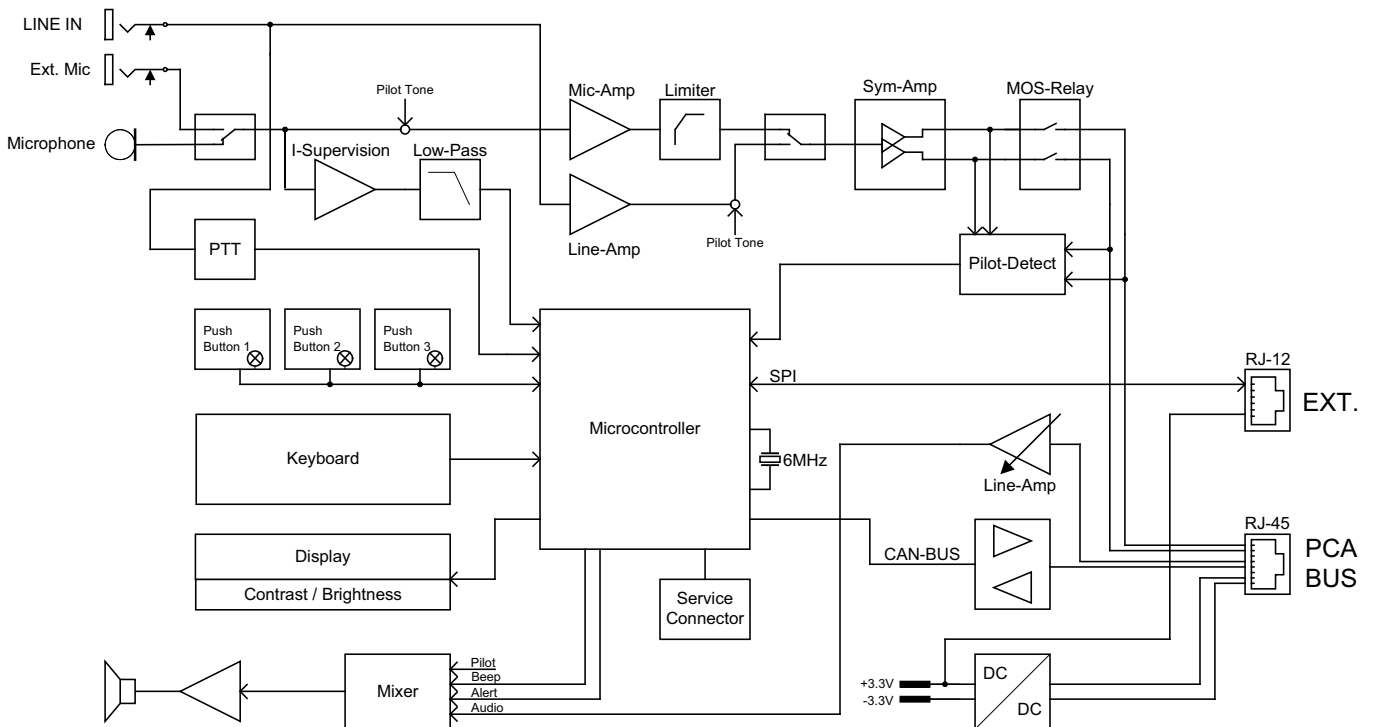 LINE IN
Ext. Mic
Microphone
Pilot Tone
Mic-Amp
Limiter
Sym-Amp
MOS-Relay
I-Supervision
Low-Pass
PTT
Line-Amp
Pilot Tone
Pilot-Detect
Push
Button 1
Push
Button 2
Push
Button 3
Microcontroller
SPI
RJ-12
EXT.
Keyboard
6MHz
Line-Amp
Display
Contrast / Brightness
CAN-BUS
RJ-45
PCA
BUS
Service
Connector
Mixer
Pilot
Beep
Alert
Audio
+3.3V
-3.3V
DC
DC